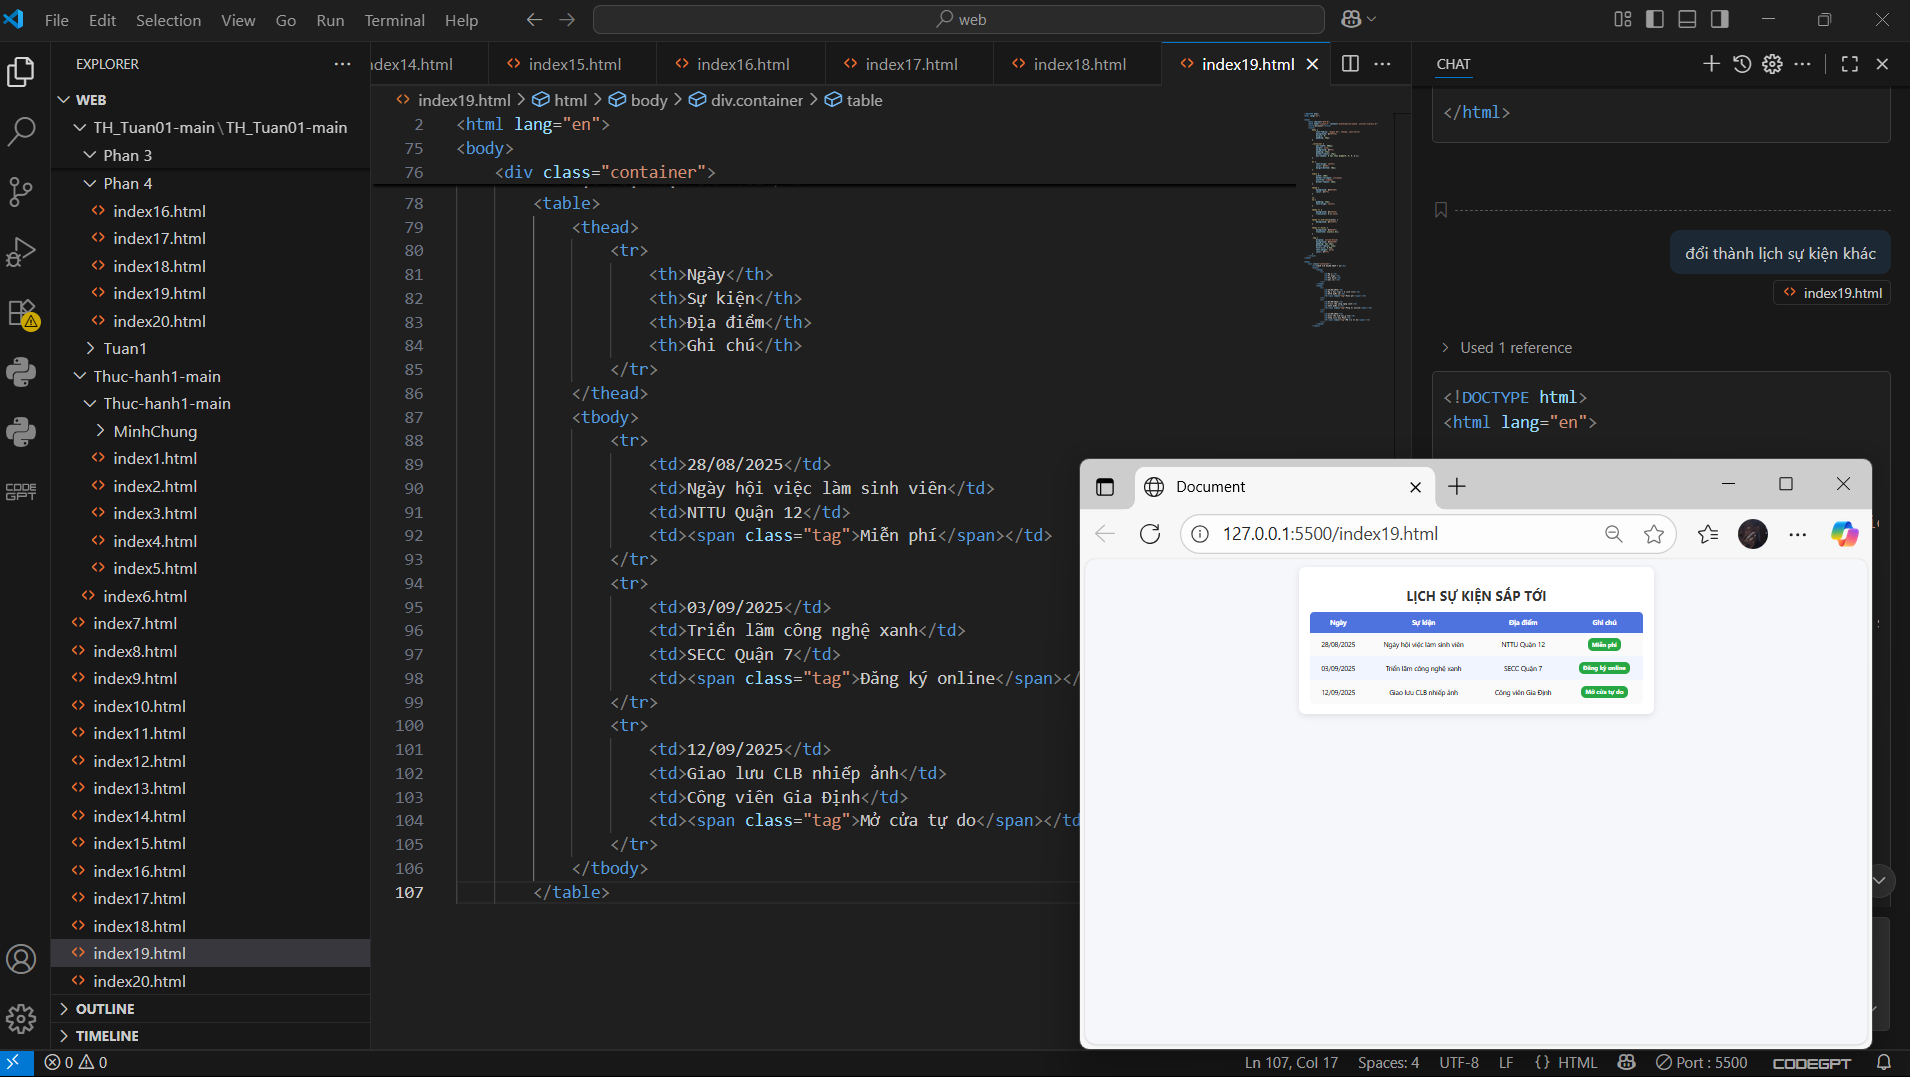 File Edit Selection View Go Run Terminal Help
web
EXPLORER
WEB
TH_Tuan01-main\TH_Tuan01-main
Phan 3
Phan 4
index16.html
index17.html
index18.html
index19.html
index20.html
Tuan1
Thuc-hanh1-main
Thuc-hanh1-main
MinhChung
index1.html
index2.html
index3.html
index4.html
index5.html
index6.html
index7.html
index8.html
index9.html
index10.html
index11.html
index12.html
index13.html
index14.html
index15.html
index16.html
index17.html
index18.html
index19.html
index20.html
OUTLINE
TIMELINE
CODE
GPT
ndex14.html index15.html index16.html index17.html index18.html index19.html
index19.html > html > body > div.container > table
2 <html lang="en">
75 <body>
76 <div class="container">
78 <table>
79 <thead>
80 <tr>
81 <th>Ngày</th>
82 <th>Sự kiện</th>
83 <th>Địa điểm</th>
84 <th>Ghi chú</th>
85 </tr>
86 </thead>
87 <tbody>
88 <tr>
89 <td>28/08/2025</td>
90 <td>Ngày hội việc làm sinh viên</td>
91 <td>NTTU Quận 12</td>
92 <td><span class="tag">Miễn phí</span></td>
93 </tr>
94 <tr>
95 <td>03/09/2025</td>
96 <td>Triển lãm công nghệ xanh</td>
97 <td>SECC Quận 7</td>
98 <td><span class="tag">Đăng ký online</span></
99 </tr>
100 <tr>
101 <td>12/09/2025</td>
102 <td>Giao lưu CLB nhiếp ảnh</td>
103 <td>Công viên Gia Định</td>
104 <td><span class="tag">Mở cửa tự do</span></td
105 </tr>
106 </tbody>
107 </table>
CHAT
</html>
đổi thành lịch sự kiện khác
index19.html
Used 1 reference
<!DOCTYPE html>
<html lang="en">
Document
127.0.0.1:5500/index19.html
LỊCH SỰ KIỆN SẮP TỚI
Ngày Sự kiện Địa điểm Ghi chú
28/08/2025 Ngày hội việc làm sinh viên NTTU Quận 12 Miễn phí
03/09/2025 Triển lãm công nghệ xanh SECC Quận 7 Đăng ký online
12/09/2025 Giao lưu CLB nhiếp ảnh Công viên Gia Định Mở cửa tự do
0 0 Ln 107, Col 17 Spaces: 4 UTF-8 LF {} HTML Port : 5500 CODEGPT